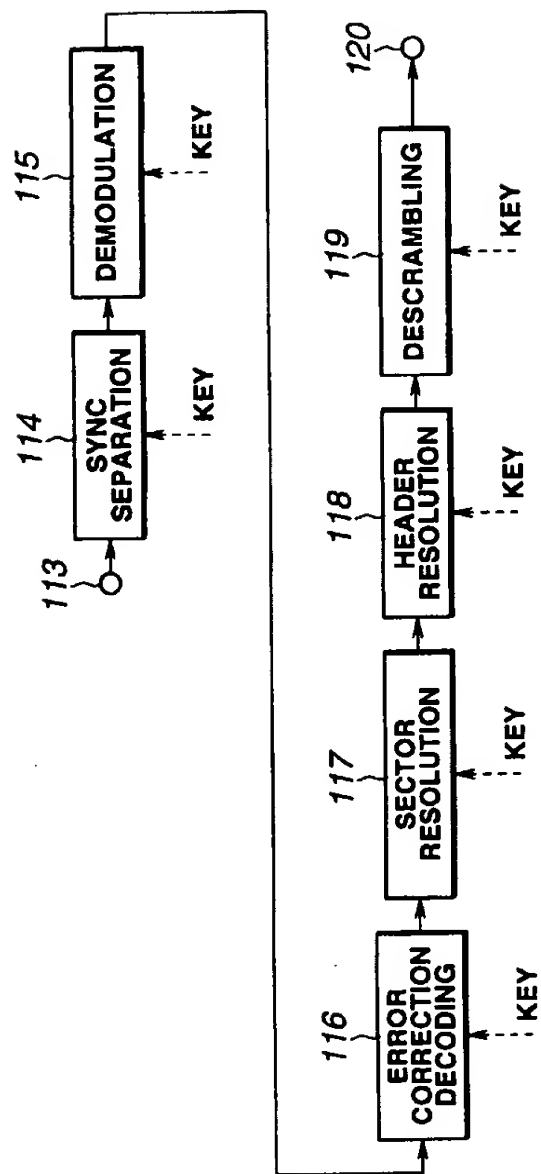 113
114
SYNC
SEPARATION
KEY
115
DEMODULATION
KEY
116
ERROR
CORRECTION
DECODING
KEY
117
SECTOR
RESOLUTION
KEY
118
HEADER
RESOLUTION
KEY
119
DESCRAMBLING
KEY
120